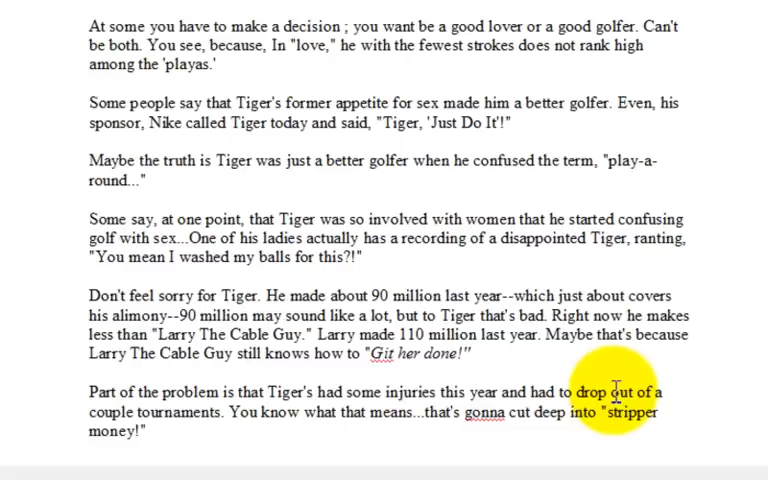 At some you have to make a decision ; you want be a good lover or a good golfer. Can't
be both. You see, because, In "love," he with the fewest strokes does not rank high
among the 'playas.'
Some people say that Tiger's former appetite for sex made him a better golfer. Even, his
sponsor, Nike called Tiger today and said, "Tiger, 'Just Do It'!"
Maybe the truth is Tiger was just a better golfer when he confused the term, "play-a-
round..."
Some say, at one point, that Tiger was so involved with women that he started confusing
golf with sex...One of his ladies actually has a recording of a disappointed Tiger, ranting,
"You mean I washed my balls for this?!"
Don't feel sorry for Tiger. He made about 90 million last year--which just about covers
his alimony--90 million may sound like a lot, but to Tiger that's bad. Right now he makes
less than "Larry The Cable Guy." Larry made 110 million last year. Maybe that's because
Larry The Cable Guy still knows how to "Git her done!"
Part of the problem is that Tiger's had some injuries this year and had to drop out of a
couple tournaments. You know what that means...that's gonna cut deep into "stripper
money!"